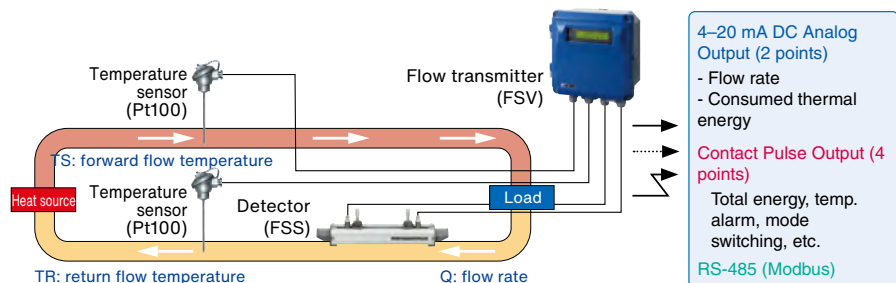 Temperature
sensor
(Pt100)
Flow transmitter
(FSV)
TS: forward flow temperature
Heat source
Temperature
sensor
(Pt100)
Detector
(FSS)
Load
TR: return flow temperature
Q: flow rate
4–20 mA DC Analog
Output (2 points)
- Flow rate
- Consumed thermal
energy
Contact Pulse Output (4
points)
Total energy, temp.
alarm, mode
switching, etc.
RS-485 (Modbus)